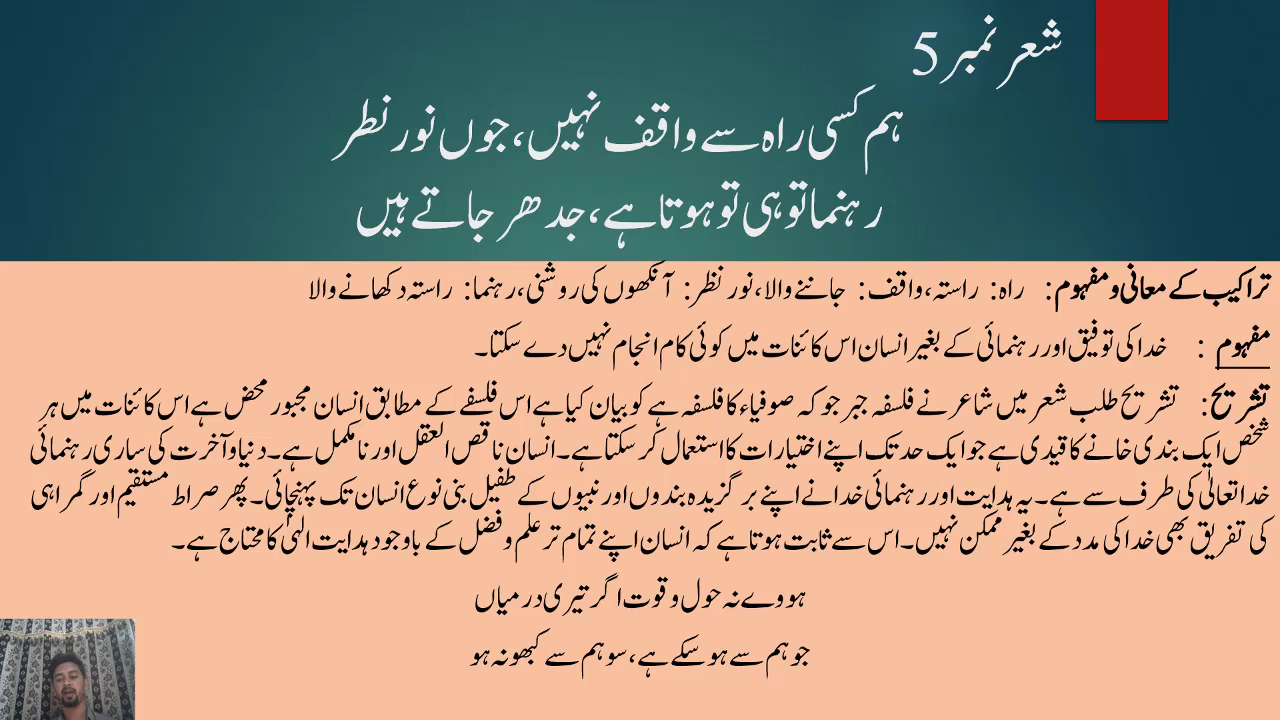 شعر نمبر 5
ہم کسی راہ سے واقف نہیں، جوں نور نظر
رہنما تو ہی تو ہوتا ہے، جدھر جاتے ہیں
تراکیب کے معانی و مفہوم: راہ: راستہ، واقف: جاننے والا، نور نظر: آنکھوں کی روشنی، رہنما: راستہ دکھانے والا
مفہوم : خدا کی توفیق اور رہنمائی کے بغیر انسان اس کائنات میں کوئی کام انجام نہیں دے سکتا۔
تشریح: تشریح طلب شعر میں شاعر نے فلسفہ جبر جو کہ صوفیاء کا فلسفہ ہے کو بیان کیا ہے اس فلسفے کے مطابق انسان مجبور محض ہے اس کائنات میں ہر
شخص ایک بندی خانے کا قیدی ہے جو ایک حد تک اپنے اختیارات کا استعمال کر سکتا ہے۔ انسان ناقص العقل اور نامکمل ہے۔ دنیا و آخرت کی ساری رہنمائی
خدا تعالیٰ کی طرف سے ہے۔ یہ ہدایت اور رہنمائی خدا نے اپنے برگزیدہ بندوں اور نبیوں کے طفیل بنی نوع انسان تک پہنچائی۔ پھر صراط مستقیم اور گمراہی
کی تفریق بھی خدا کی مدد کے بغیر ممکن نہیں۔ اس سے ثابت ہوتا ہے کہ انسان اپنے تمام تر علم و فضل کے باوجود ہدایت الہیٰ کا محتاج ہے۔
ہووے نہ حول و قوت اگر تیری درمیاں
جو ہم سے ہو سکے ہے، سو ہم سے کبھو نہ ہو